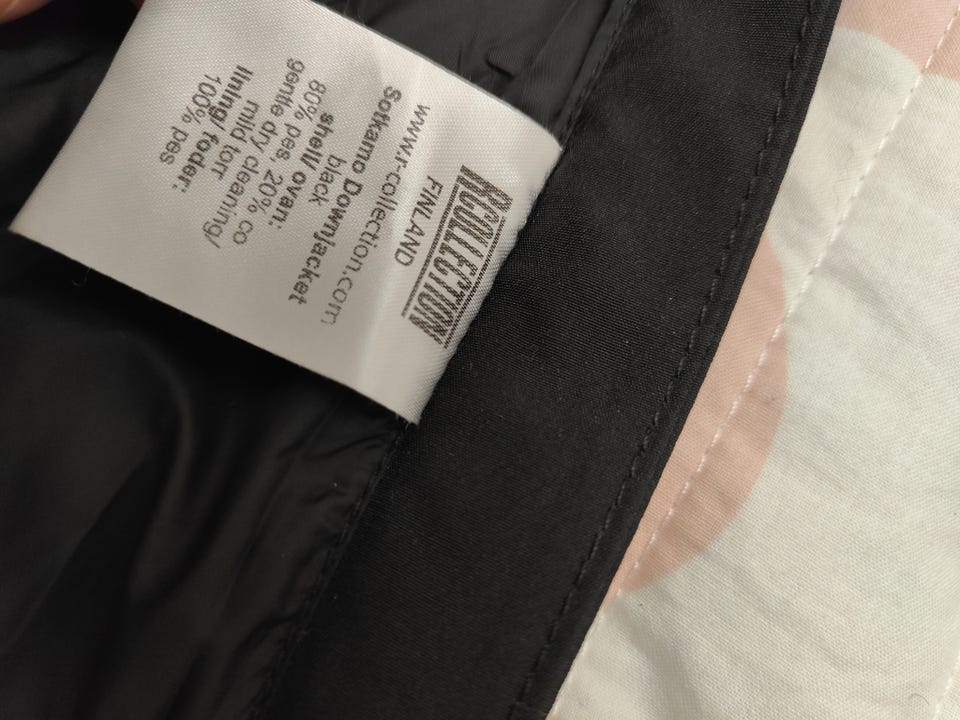 RCOLLECTION
FINLAND
www.r-collection.com
Sotkamo Downjacket
black
shell/ ovan:
80% pes, 20% co
gentle dry cleaning/
mild torr
lining/ foder:
100% pes